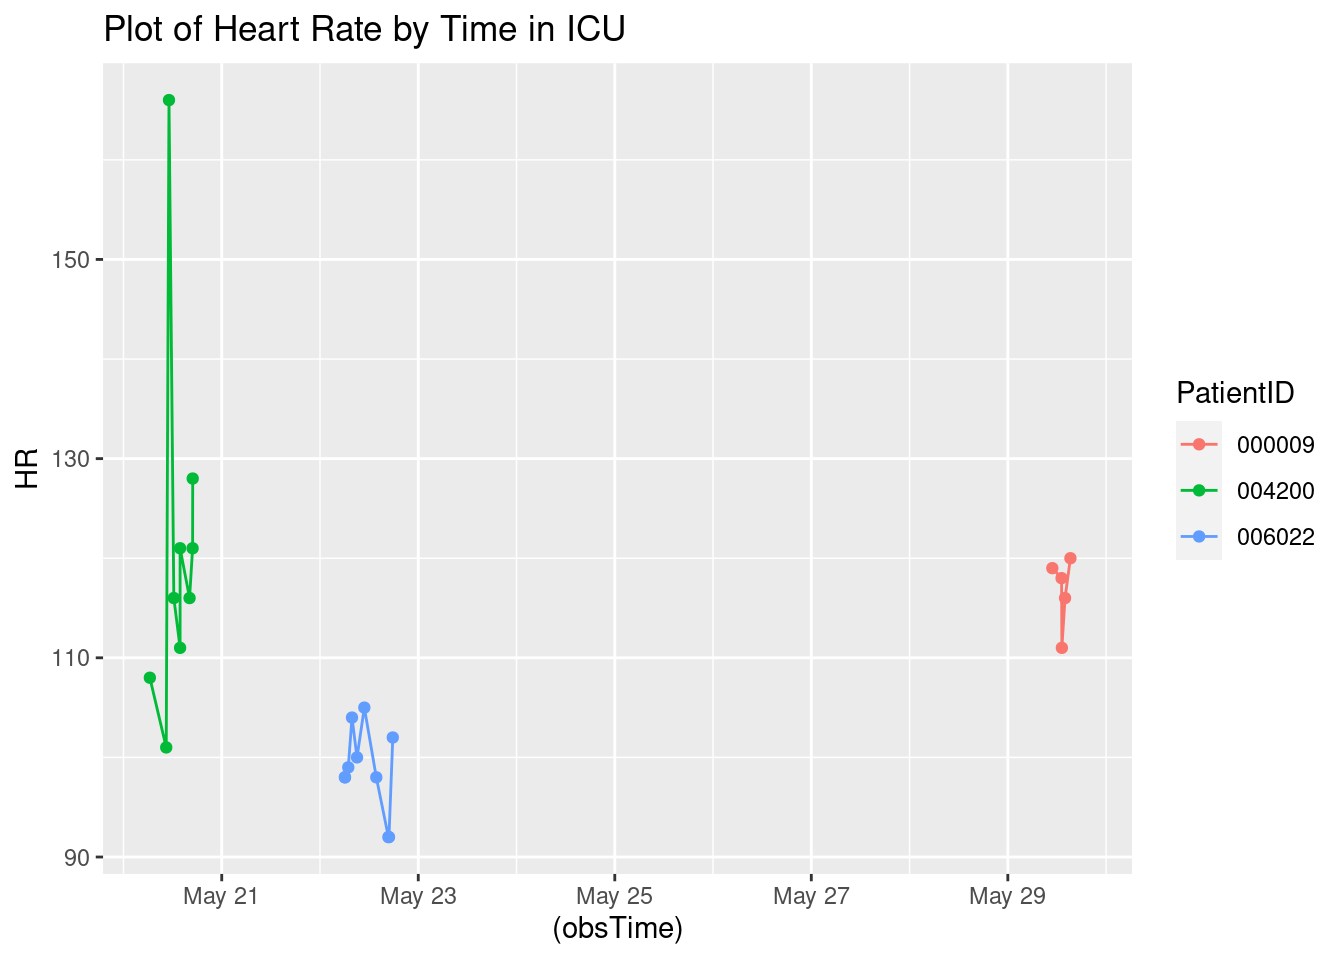 Plot of Heart Rate by Time in ICU
HR
150
130
110
90
May 21
May 23
May 25
May 27
May 29
(obsTime)
PatientID
000009
004200
006022